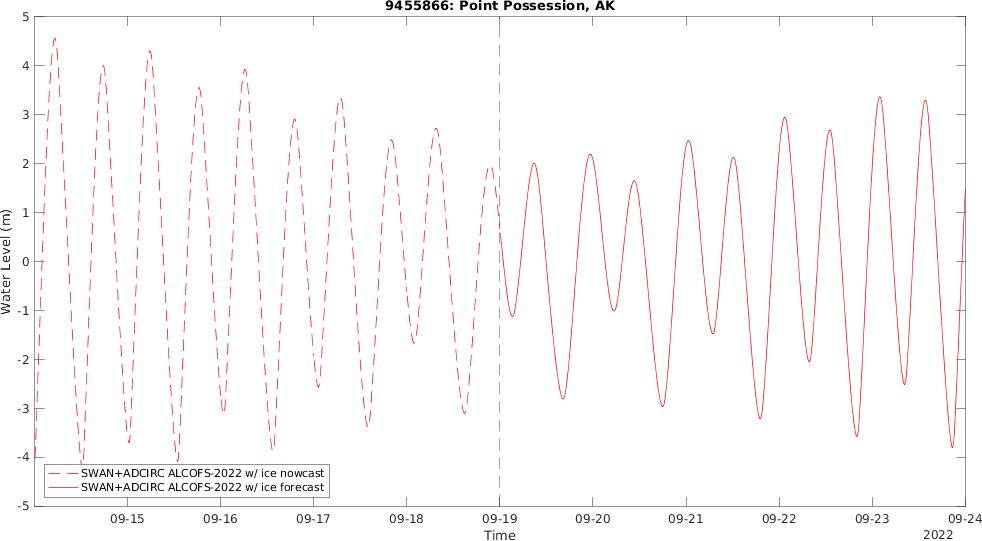 9455866: Point Possession, AK
5
4
3
2
1
0
-1
-2
-3
-4
-5
Water Level (m)
SWAN+ADCIRC ALCOFS-2022 w/ ice nowcast
SWAN+ADCIRC ALCOFS-2022 w/ ice forecast
09-15 09-16 09-17 09-18 09-19 09-20 09-21 09-22 09-23 09-24
Time
2022